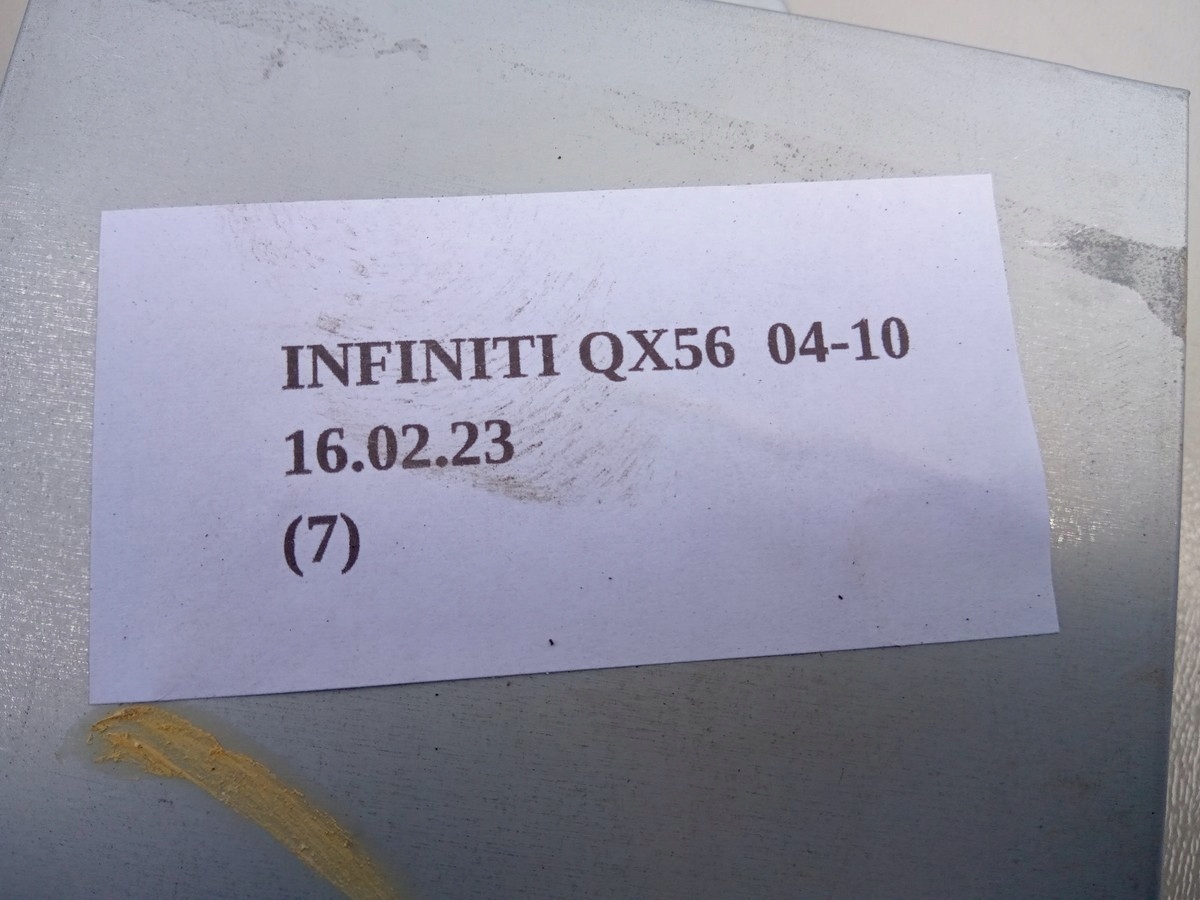 INFINITI QX56 04-10
16.02.23
(7)